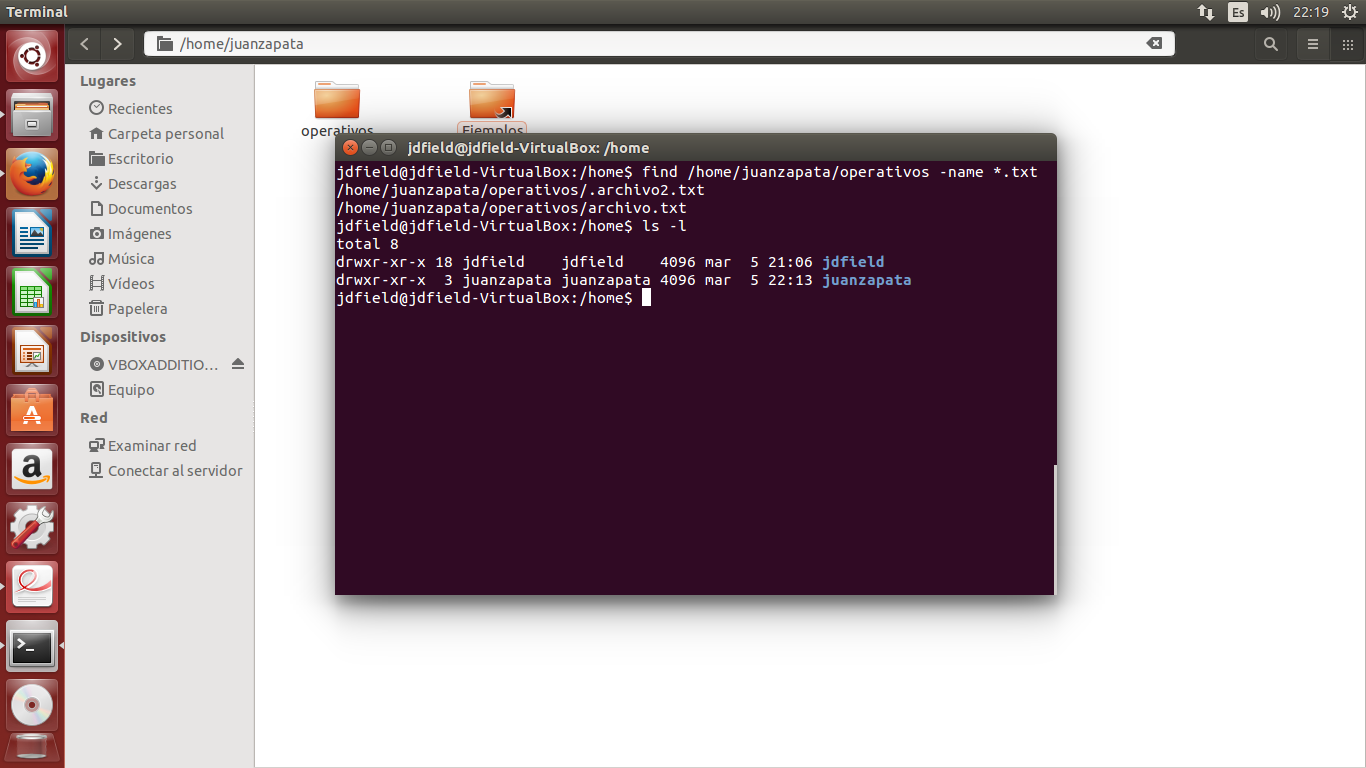 Terminal
Es
22:19
/home/juanzapata
Lugares
Recientes
Carpeta personal
Escritorio
Descargas
Documentos
Imágenes
Música
Vídeos
Papelera
Dispositivos
VBOXADDITIO...
Equipo
Red
Examinar red
Conectar al servidor
operativos
Ejemplos
jdfield@jdfield-VirtualBox: /home
jdfield@jdfield-VirtualBox:/home$ find /home/juanzapata/operativos -name *.txt
/home/juanzapata/operativos/.archivo2.txt
/home/juanzapata/operativos/archivo.txt
jdfield@jdfield-VirtualBox:/home$ ls -l
total 8
drwxr-xr-x 18 jdfield    jdfield    4096 mar  5 21:06 jdfield
drwxr-xr-x  3 juanzapata juanzapata 4096 mar  5 22:13 juanzapata
jdfield@jdfield-VirtualBox:/home$